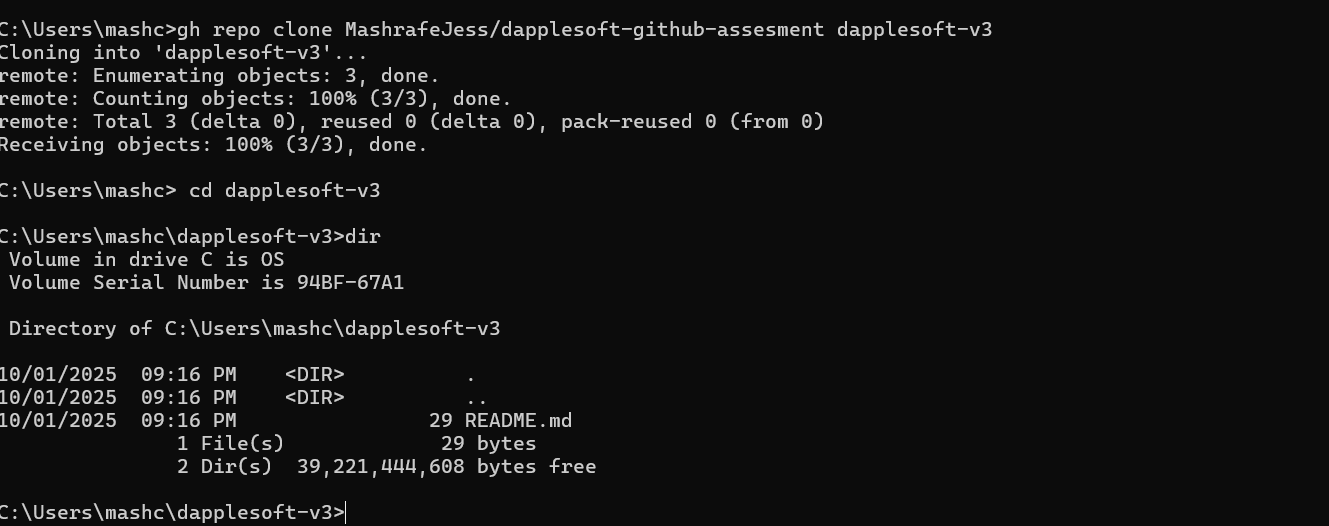 C:\Users\mashc>gh repo clone MashrafeJess/dapplesoft-github-assesment dapplesoft-v3
Cloning into 'dapplesoft-v3'...
remote: Enumerating objects: 3, done.
remote: Counting objects: 100% (3/3), done.
remote: Total 3 (delta 0), reused 0 (delta 0), pack-reused 0 (from 0)
Receiving objects: 100% (3/3), done.
C:\Users\mashc> cd dapplesoft-v3
C:\Users\mashc\dapplesoft-v3>dir
 Volume in drive C is OS
 Volume Serial Number is 94BF-67A1
 Directory of C:\Users\mashc\dapplesoft-v3
10/01/2025  09:16 PM    <DIR>          .
10/01/2025  09:16 PM    <DIR>          ..
10/01/2025  09:16 PM                29 README.md
               1 File(s)             29 bytes
               2 Dir(s)  39,221,444,608 bytes free
C:\Users\mashc\dapplesoft-v3>